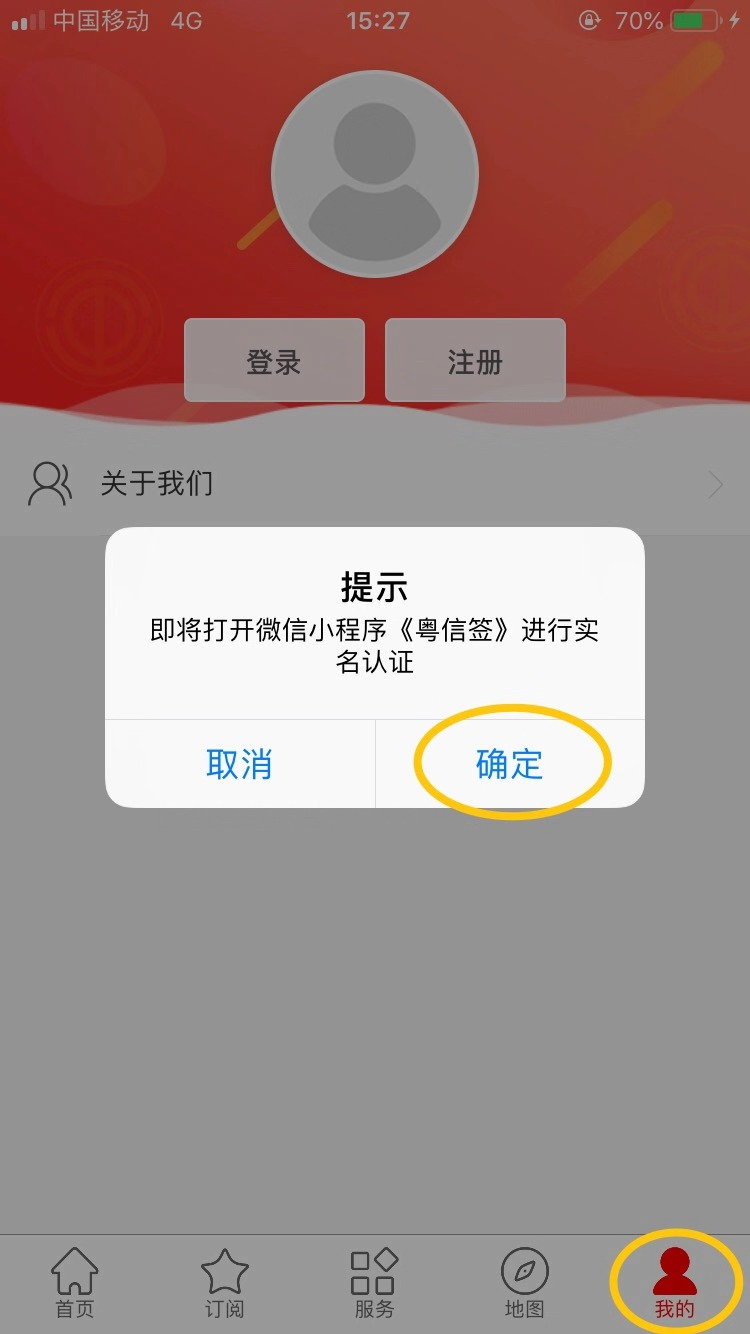 中国移动 4G 15:27 70%
登录 注册
关于我们
提示
即将打开微信小程序《粤信签》进行实
名认证
取消 确定
首页 订阅 服务 地图 我的